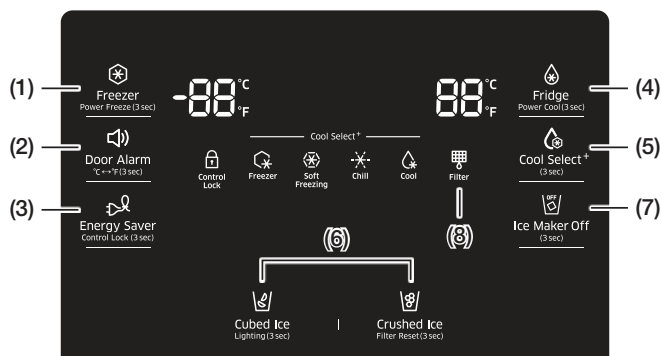 (1)
Freezer
Power Freeze (3 sec)
-88 °C
°F
88 °C
°F
Fridge
Power Cool (3 sec)
(4)
(2)
Door Alarm
°C ↔ °F (3 sec)
Cool Select+
Control
Lock
Freezer
Soft
Freezing
Chill
Cool
Filter
Cool Select+
(3 sec)
(5)
(3)
Energy Saver
Control Lock (3 sec)
(6)
(8)
OFF
Ice Maker Off
(3 sec)
(7)
Cubed Ice
Lighting (3 sec)
|
Crushed Ice
Filter Reset (3 sec)